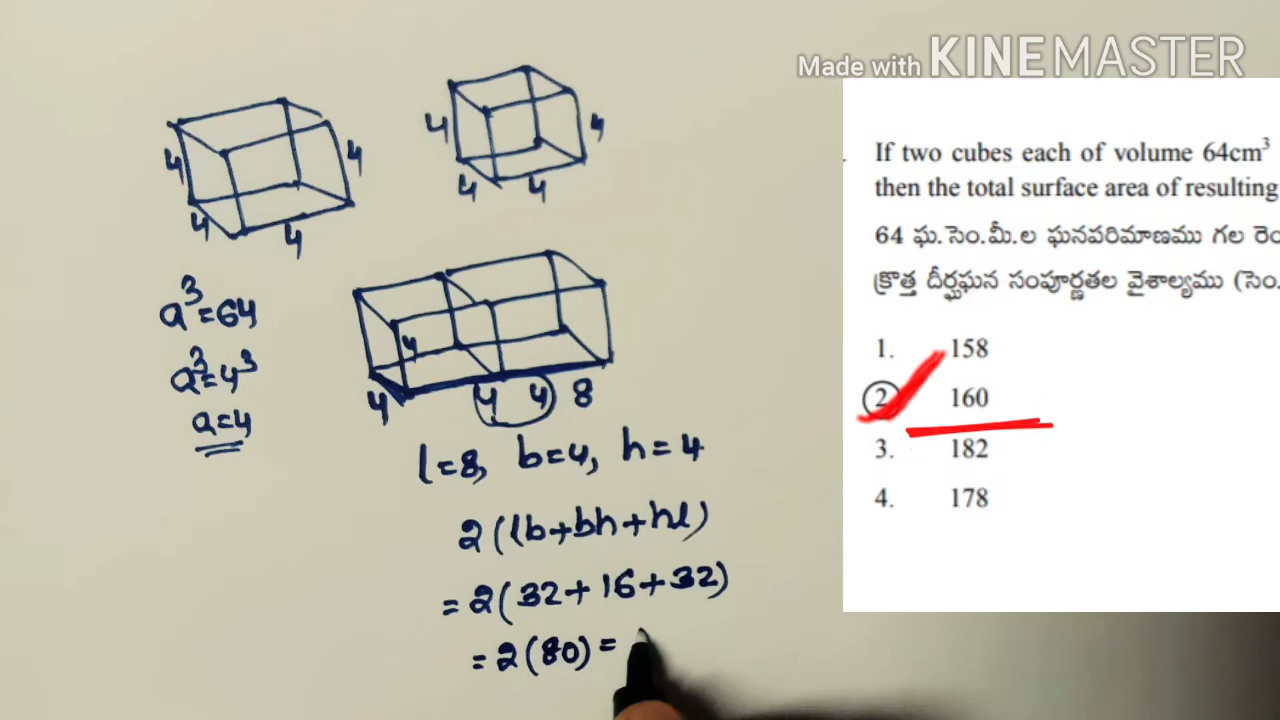 Made with KINEMASTER
4
4
4
4
4
4
4
4
a³=64
a³=4³
a=4
4
4
4 4 8
l=8, b=4, h=4
2(lb+bh+hl)
=2(32+16+32)
=2(80)=
If two cubes each of volume 64cm³
then the total surface area of resulting
64 ఘ.సెం.మీ.ల ఘనపరిమాణము గల రెం
క్రొత్త దీర్ఘఘన సంపూర్ణతల వైశాల్యము (సెం.
1. 158
2 160
3. 182
4. 178